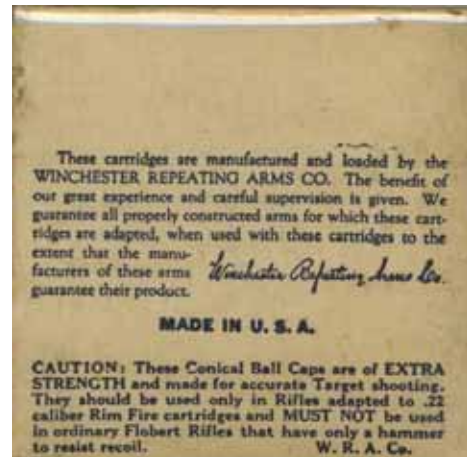 These cartridges are manufactured and loaded by the
WINCHESTER REPEATING ARMS CO. The benefit of
our great experience and careful supervision is given. We
guarantee all properly constructed arms for which these cart-
ridges are adapted, when used with these cartridges to the
extent that the manu-
facturers of these arms Winchester Repeating Arms Co.
guarantee their product.
MADE IN U. S. A.
CAUTION: These Conical Ball Caps are of EXTRA
STRENGTH and made for accurate Target shooting.
They should be used only in Rifles adapted to .22
caliber Rim Fire cartridges and MUST NOT be used
in ordinary Flobert Rifles that have only a hammer
to resist recoil. W. R. A. Co.